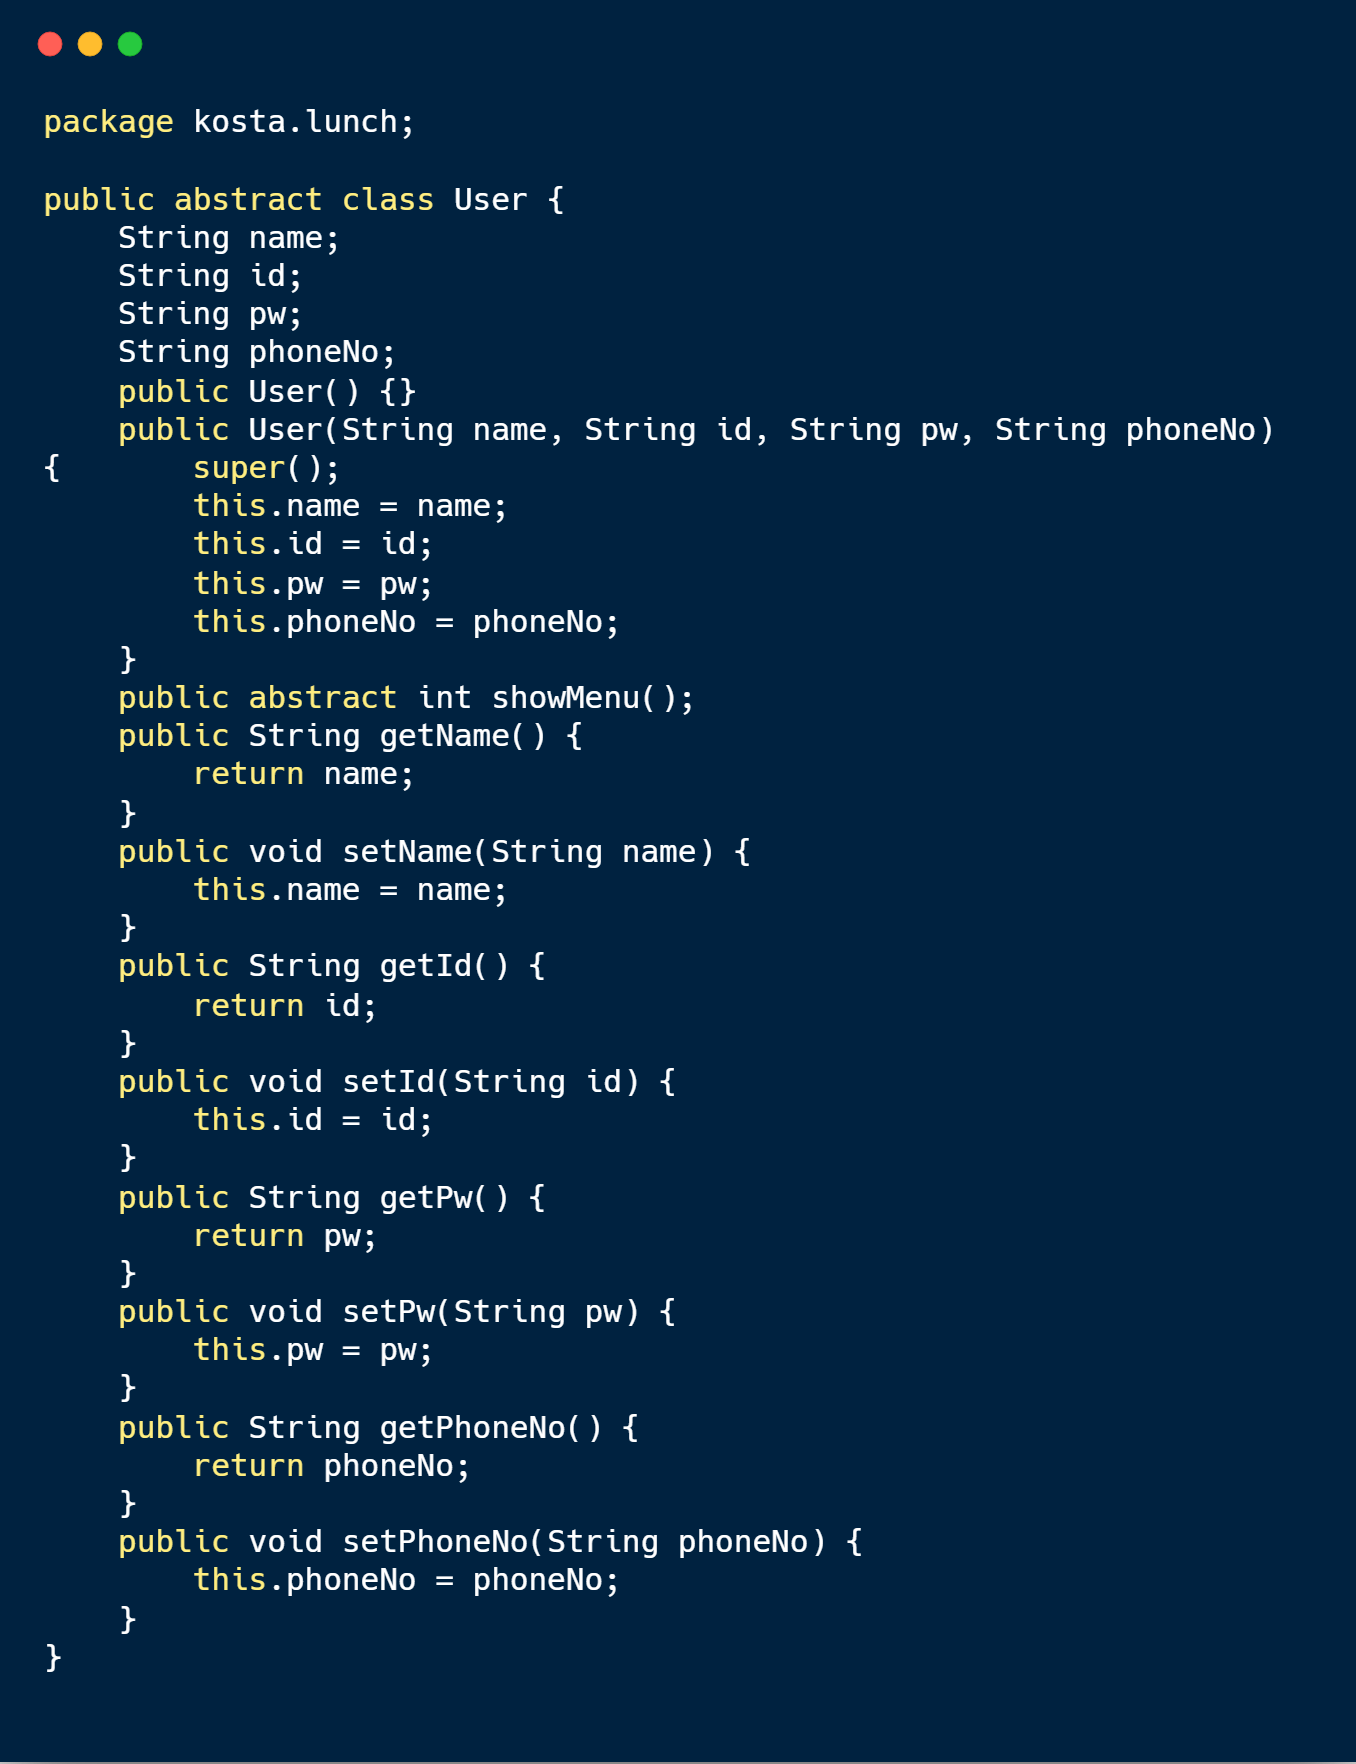 package kosta.lunch;

public abstract class User {
    String name;
    String id;
    String pw;
    String phoneNo;
    public User() {}
    public User(String name, String id, String pw, String phoneNo)
{       super();
        this.name = name;
        this.id = id;
        this.pw = pw;
        this.phoneNo = phoneNo;
    }
    public abstract int showMenu();
    public String getName() {
        return name;
    }
    public void setName(String name) {
        this.name = name;
    }
    public String getId() {
        return id;
    }
    public void setId(String id) {
        this.id = id;
    }
    public String getPw() {
        return pw;
    }
    public void setPw(String pw) {
        this.pw = pw;
    }
    public String getPhoneNo() {
        return phoneNo;
    }
    public void setPhoneNo(String phoneNo) {
        this.phoneNo = phoneNo;
    }
}